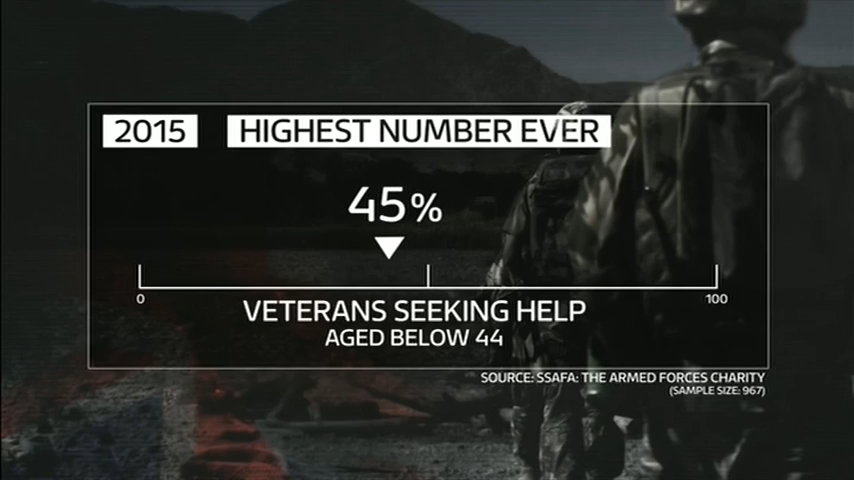 2015 HIGHEST NUMBER EVER
45%
0 100
VETERANS SEEKING HELP
AGED BELOW 44
SOURCE: SSAFA: THE ARMED FORCES CHARITY
(SAMPLE SIZE: 967)